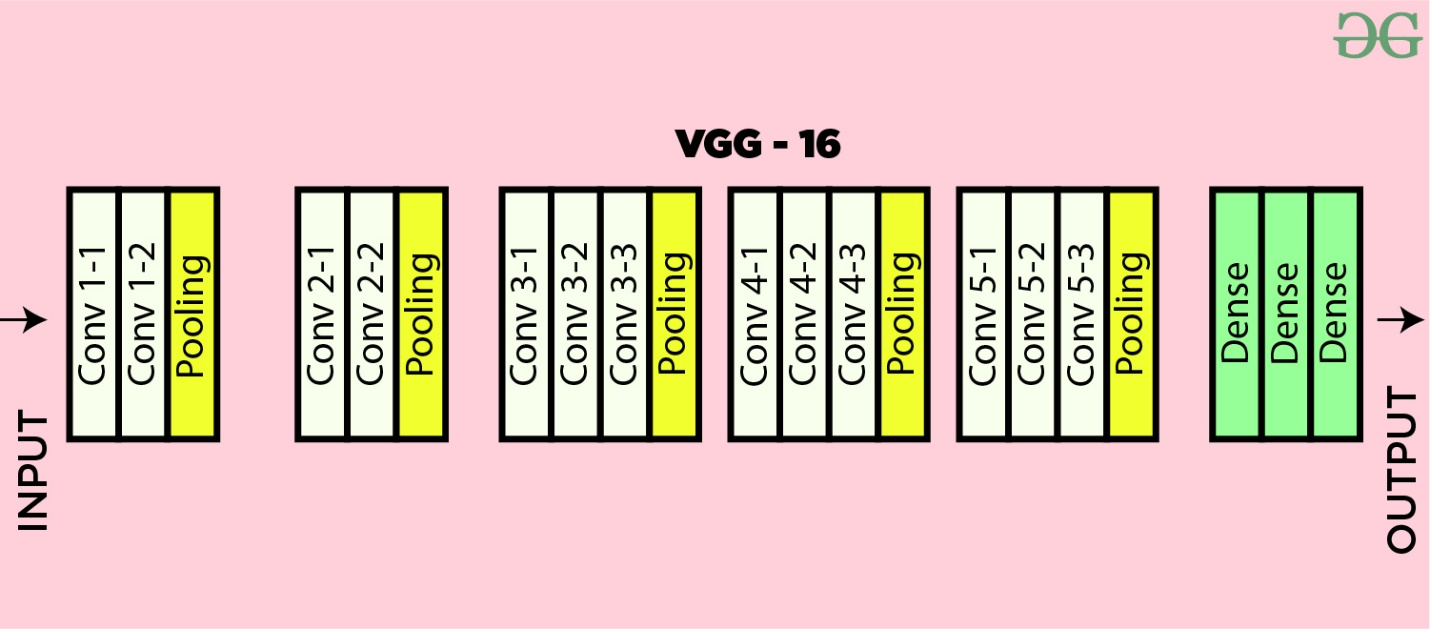 VGG - 16
INPUT
Conv 1-1
Conv 1-2
Pooling
Conv 2-1
Conv 2-2
Pooling
Conv 3-1
Conv 3-2
Conv 3-3
Pooling
Conv 4-1
Conv 4-2
Conv 4-3
Pooling
Conv 5-1
Conv 5-2
Conv 5-3
Pooling
Dense
Dense
Dense
OUTPUT